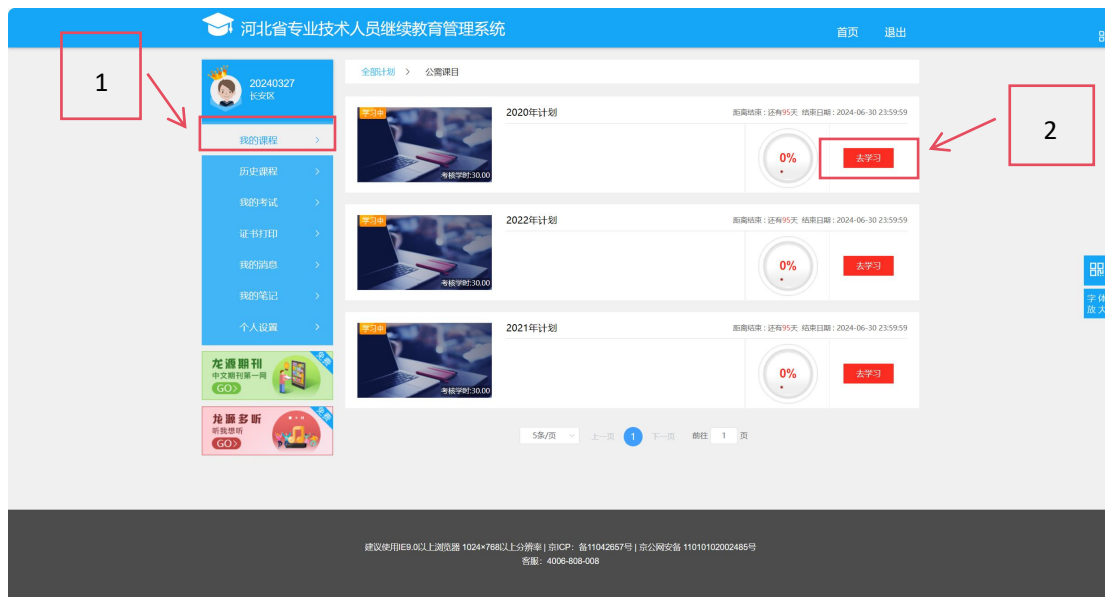 河北省专业技术人员继续教育管理系统
首页 退出
1
20240327
长安区
我的课程 >
历史课程 >
我的考试 >
证书打印 >
我的消息 >
我的笔记 >
个人设置 >
龙源期刊
中文期刊第一网
GO>
免费
龙源多听
听我想听
GO>
免费
全部计划 > 公需课目
学习中
考核学时:30.00
2020年计划
距离结束 : 还有95天 结束日期 : 2024-06-30 23:59:59
0%
去学习
2
学习中
考核学时:30.00
2022年计划
距离结束 : 还有95天 结束日期 : 2024-06-30 23:59:59
0%
去学习
学习中
考核学时:30.00
2021年计划
距离结束 : 还有95天 结束日期 : 2024-06-30 23:59:59
0%
去学习
5条/页 上一页 1 下一页 前往 1 页
字体
放大
建议使用IE9.0以上浏览器 1024×768以上分辨率 | 京ICP：备11042657号 | 京公网安备 11010102002485号
客服：4006-808-008